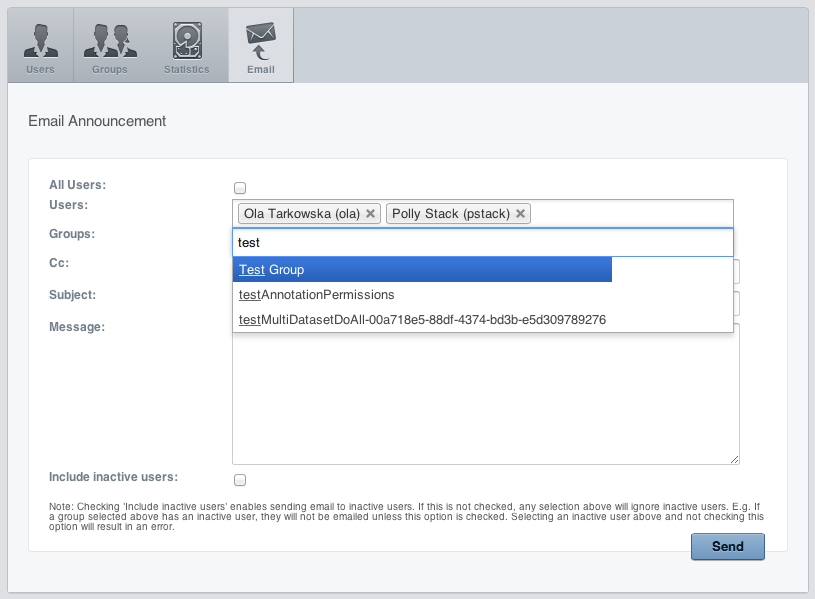 Users Groups Statistics Email
Email Announcement
All Users:
Users: Ola Tarkowska (ola) Polly Stack (pstack)
Groups: test
Test Group
testAnnotationPermissions
testMultiDatasetDoAll-00a718e5-88df-4374-bd3b-e5d309789276
Cc:
Subject:
Message:
Include inactive users:
Note: Checking 'Include inactive users' enables sending email to inactive users. If this is not checked, any selection above will ignore inactive users. E.g. If
a group selected above has an inactive user, they will not be emailed unless this option is checked. Selecting an inactive user above and not checking this
option will result in an error.
Send